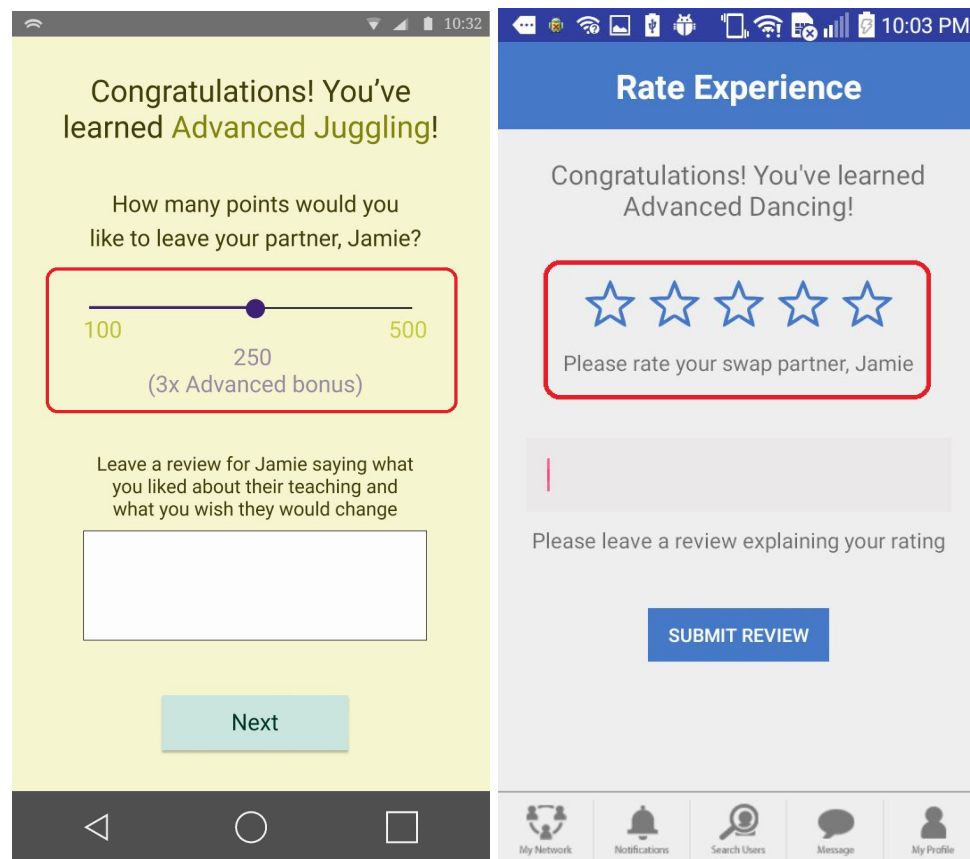 10:32
Congratulations! You’ve
learned Advanced Juggling!
How many points would you
like to leave your partner, Jamie?
100
500
250
(3x Advanced bonus)
Leave a review for Jamie saying what
you liked about their teaching and
what you wish they would change
Next
10:03 PM
Rate Experience
Congratulations! You've learned
Advanced Dancing!
Please rate your swap partner, Jamie
Please leave a review explaining your rating
SUBMIT REVIEW
My Network
Notifications
Search Users
Message
My Profile